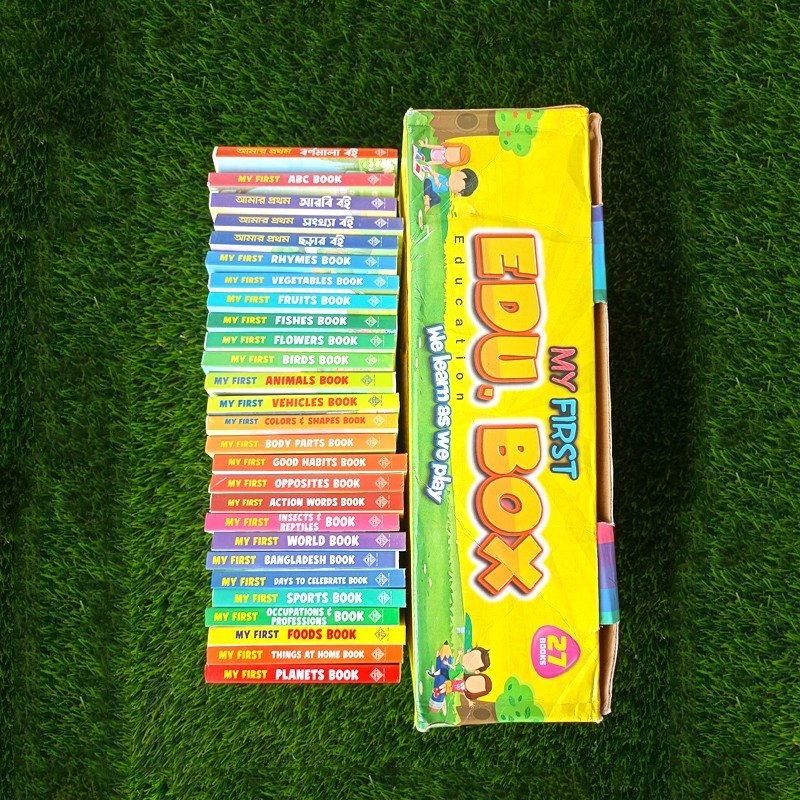 আমার প্রথম বর্ণমালা বই
MY FIRST ABC BOOK
আমার প্রথম আরবি বই
আমার প্রথম সংখ্যা বই
আমার প্রথম ছড়ার বই
MY FIRST RHYMES BOOK
MY FIRST VEGETABLES BOOK
MY FIRST FRUITS BOOK
MY FIRST FISHES BOOK
MY FIRST FLOWERS BOOK
MY FIRST BIRDS BOOK
MY FIRST ANIMALS BOOK
MY FIRST VEHICLES BOOK
MY FIRST COLORS & SHAPES BOOK
MY FIRST BODY PARTS BOOK
MY FIRST GOOD HABITS BOOK
MY FIRST OPPOSITES BOOK
MY FIRST ACTION WORDS BOOK
MY FIRST INSECTS & REPTILES BOOK
MY FIRST WORLD BOOK
MY FIRST BANGLADESH BOOK
MY FIRST DAYS TO CELEBRATE BOOK
MY FIRST SPORTS BOOK
MY FIRST OCCUPATIONS & PROFESSIONS BOOK
MY FIRST FOODS BOOK
MY FIRST THINGS AT HOME BOOK
MY FIRST PLANETS BOOK
MY FIRST
EDU. BOX
Education
We learn as we play
27
BOOKS